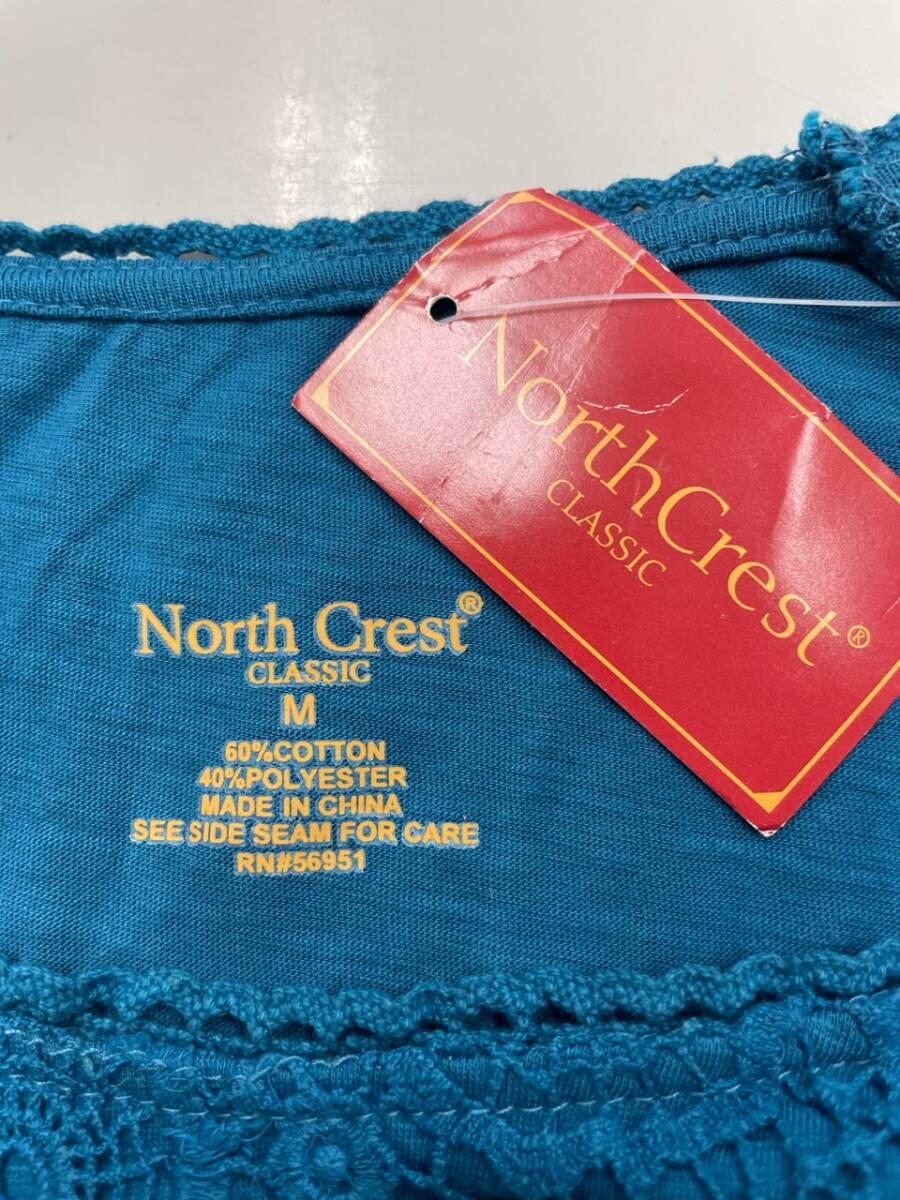 NorthCrest®
CLASSIC
North Crest®
CLASSIC
M
60%COTTON
40%POLYESTER
MADE IN CHINA
SEE SIDE SEAM FOR CARE
RN#56951